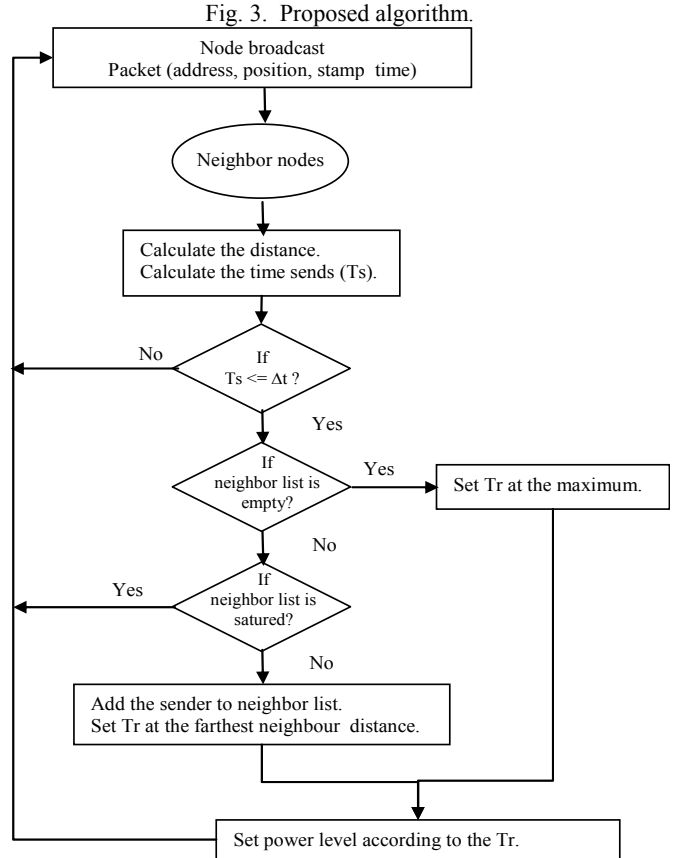 Fig. 3. Proposed algorithm.
Node broadcast
Packet (address, position, stamp time)
Neighbor nodes
Calculate the distance.
Calculate the time sends (Ts).
If
Ts <= Δt ?
No
Yes
If
neighbor list is
empty?
Yes
Set Tr at the maximum.
No
If
neighbor list is
satured?
Yes
No
Add the sender to neighbor list.
Set Tr at the farthest neighbour distance.
Set power level according to the Tr.